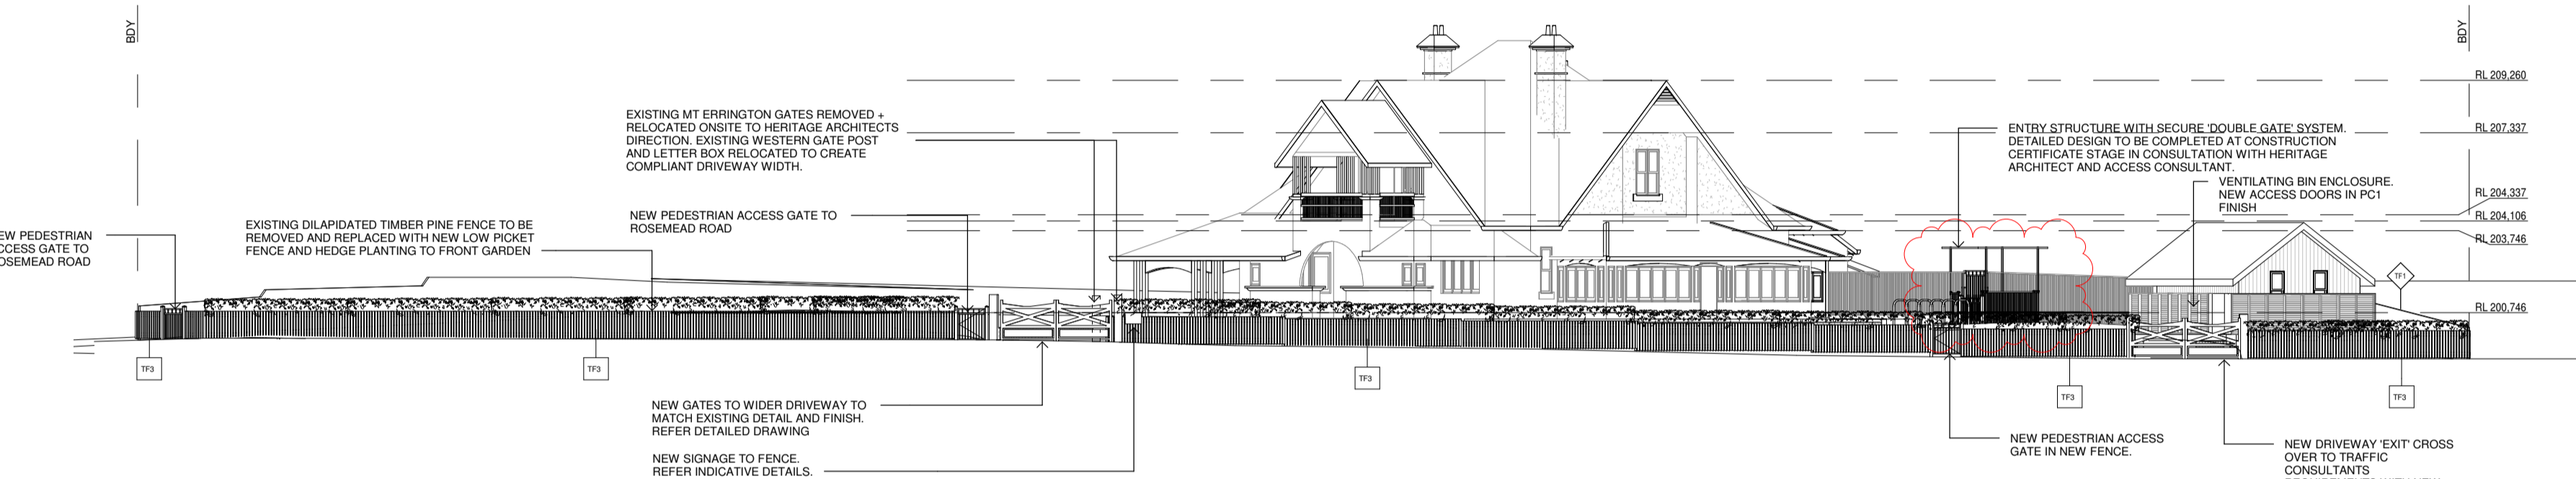 BDY
BDY
RL 209,260
RL 207,337
RL 204,337
RL 204,106
RL 203,746
RL 200,746
EXISTING MT ERRINGTON GATES REMOVED +
RELOCATED ONSITE TO HERITAGE ARCHITECTS
DIRECTION. EXISTING WESTERN GATE POST
AND LETTER BOX RELOCATED TO CREATE
COMPLIANT DRIVEWAY WIDTH.
ENTRY STRUCTURE WITH SECURE 'DOUBLE GATE' SYSTEM.
DETAILED DESIGN TO BE COMPLETED AT CONSTRUCTION
CERTIFICATE STAGE IN CONSULTATION WITH HERITAGE
ARCHITECT AND ACCESS CONSULTANT.
VENTILATING BIN ENCLOSURE.
NEW ACCESS DOORS IN PC1
FINISH
EW PEDESTRIAN
CCESS GATE TO
OSEMEAD ROAD
EXISTING DILAPIDATED TIMBER PINE FENCE TO BE
REMOVED AND REPLACED WITH NEW LOW PICKET
FENCE AND HEDGE PLANTING TO FRONT GARDEN
NEW PEDESTRIAN ACCESS GATE TO
ROSEMEAD ROAD
TF1
TF3
TF3
TF3
TF3
TF3
NEW GATES TO WIDER DRIVEWAY TO
MATCH EXISTING DETAIL AND FINISH.
REFER DETAILED DRAWING
NEW SIGNAGE TO FENCE.
REFER INDICATIVE DETAILS.
NEW PEDESTRIAN ACCESS
GATE IN NEW FENCE.
NEW DRIVEWAY 'EXIT' CROSS
OVER TO TRAFFIC
CONSULTANTS